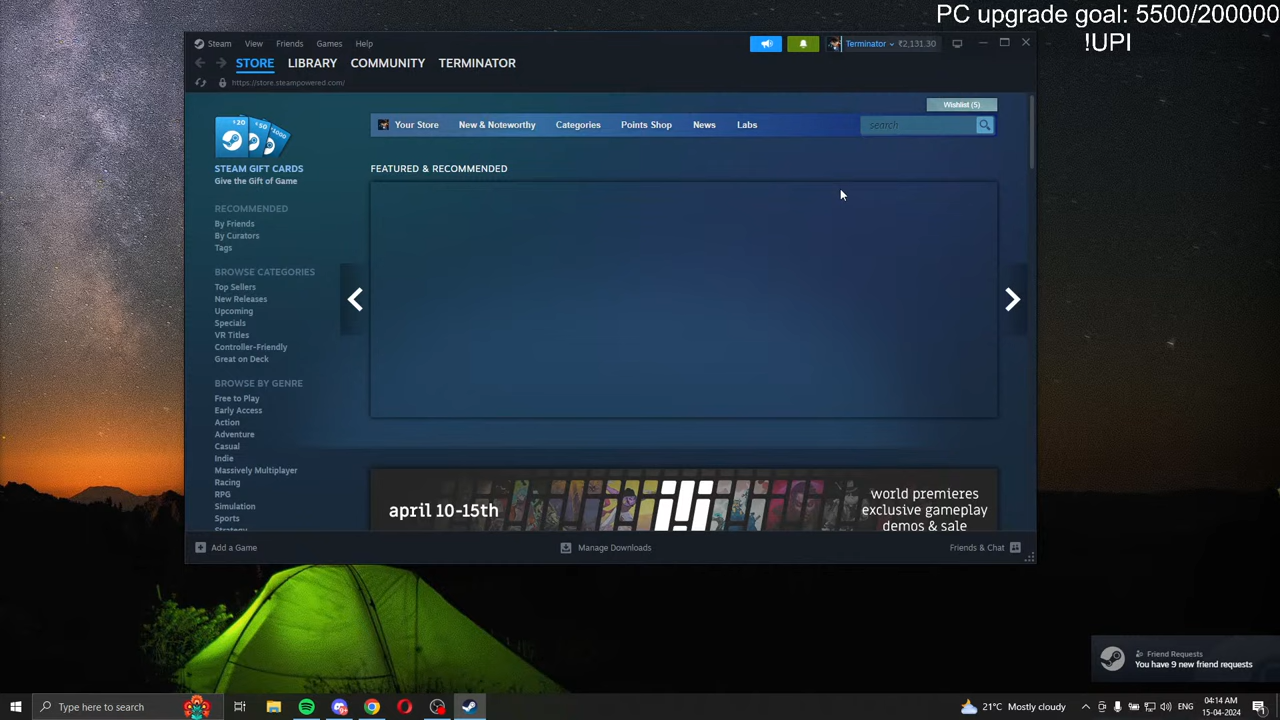 PC upgrade goal: 5500/200000
!UPI
Steam View Friends Games Help
Terminator ₹2,131.30
STORE LIBRARY COMMUNITY TERMINATOR
https://store.steampowered.com/
Wishlist (5)
Your Store New & Noteworthy Categories Points Shop News Labs search
+20 +50 +1000
STEAM GIFT CARDS
Give the Gift of Game
FEATURED & RECOMMENDED
RECOMMENDED
By Friends
By Curators
Tags
BROWSE CATEGORIES
Top Sellers
New Releases
Upcoming
Specials
VR Titles
Controller-Friendly
Great on Deck
BROWSE BY GENRE
Free to Play
Early Access
Action
Adventure
Casual
Indie
Massively Multiplayer
Racing
RPG
Simulation
Sports
Strategy
april 10-15th
world premieres
exclusive gameplay
demos & sale
Add a Game Manage Downloads Friends & Chat
Friend Requests
You have 9 new friend requests
Type here to search
21°C Mostly cloudy
ENG
04:14 AM
15-04-2024
1